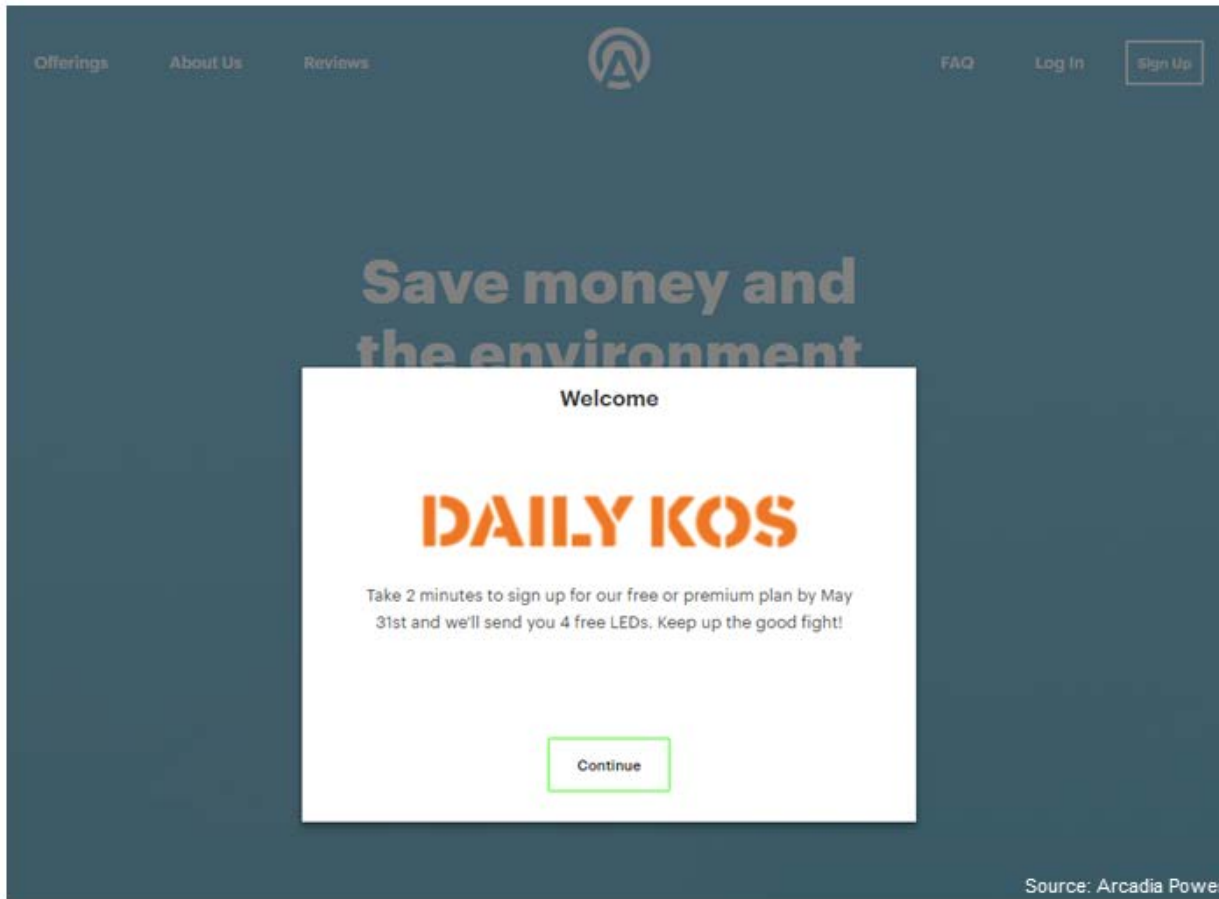 Offerings About Us Reviews FAQ Log In Sign Up
Save money and
the environment
Welcome
DAILY KOS
Take 2 minutes to sign up for our free or premium plan by May
31st and we'll send you 4 free LEDs. Keep up the good fight!
Continue
Source: Arcadia Power